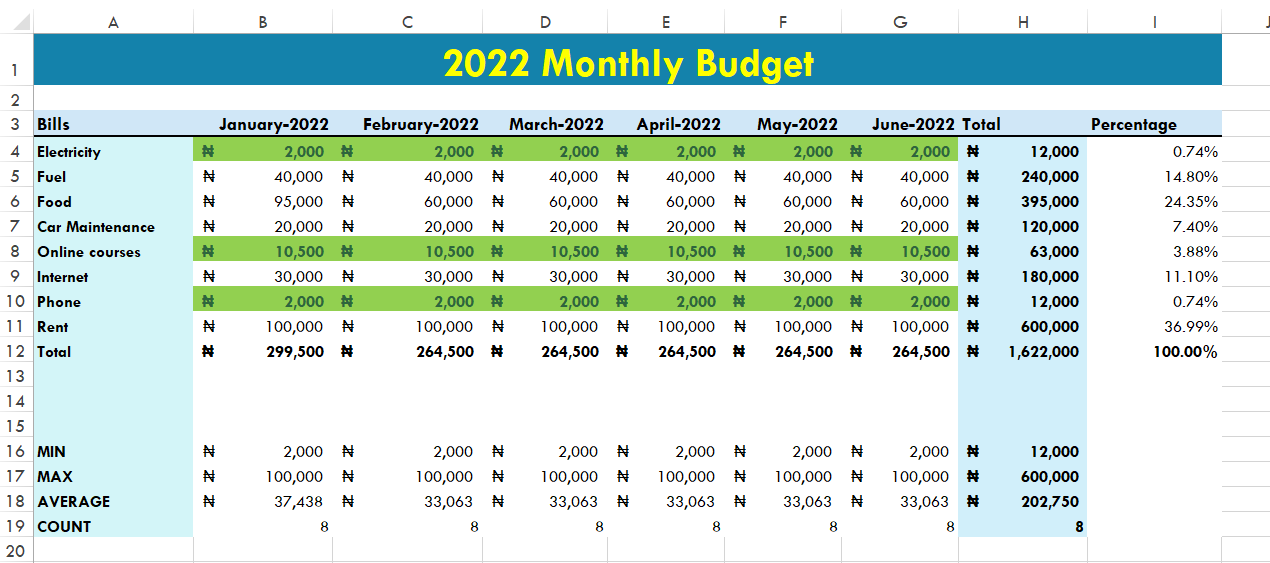 A B C D E F G H I J
1 2022 Monthly Budget
2
3 Bills January-2022 February-2022 March-2022 April-2022 May-2022 June-2022 Total Percentage
4 Electricity ₦ 2,000 ₦ 2,000 ₦ 2,000 ₦ 2,000 ₦ 2,000 ₦ 2,000 ₦ 12,000 0.74%
5 Fuel ₦ 40,000 ₦ 40,000 ₦ 40,000 ₦ 40,000 ₦ 40,000 ₦ 40,000 ₦ 240,000 14.80%
6 Food ₦ 95,000 ₦ 60,000 ₦ 60,000 ₦ 60,000 ₦ 60,000 ₦ 60,000 ₦ 395,000 24.35%
7 Car Maintenance ₦ 20,000 ₦ 20,000 ₦ 20,000 ₦ 20,000 ₦ 20,000 ₦ 20,000 ₦ 120,000 7.40%
8 Online courses ₦ 10,500 ₦ 10,500 ₦ 10,500 ₦ 10,500 ₦ 10,500 ₦ 10,500 ₦ 63,000 3.88%
9 Internet ₦ 30,000 ₦ 30,000 ₦ 30,000 ₦ 30,000 ₦ 30,000 ₦ 30,000 ₦ 180,000 11.10%
10 Phone ₦ 2,000 ₦ 2,000 ₦ 2,000 ₦ 2,000 ₦ 2,000 ₦ 2,000 ₦ 12,000 0.74%
11 Rent ₦ 100,000 ₦ 100,000 ₦ 100,000 ₦ 100,000 ₦ 100,000 ₦ 100,000 ₦ 600,000 36.99%
12 Total ₦ 299,500 ₦ 264,500 ₦ 264,500 ₦ 264,500 ₦ 264,500 ₦ 264,500 ₦ 1,622,000 100.00%
13
14
15
16 MIN ₦ 2,000 ₦ 2,000 ₦ 2,000 ₦ 2,000 ₦ 2,000 ₦ 2,000 ₦ 12,000
17 MAX ₦ 100,000 ₦ 100,000 ₦ 100,000 ₦ 100,000 ₦ 100,000 ₦ 100,000 ₦ 600,000
18 AVERAGE ₦ 37,438 ₦ 33,063 ₦ 33,063 ₦ 33,063 ₦ 33,063 ₦ 33,063 ₦ 202,750
19 COUNT 8 8 8 8 8 8 8
20